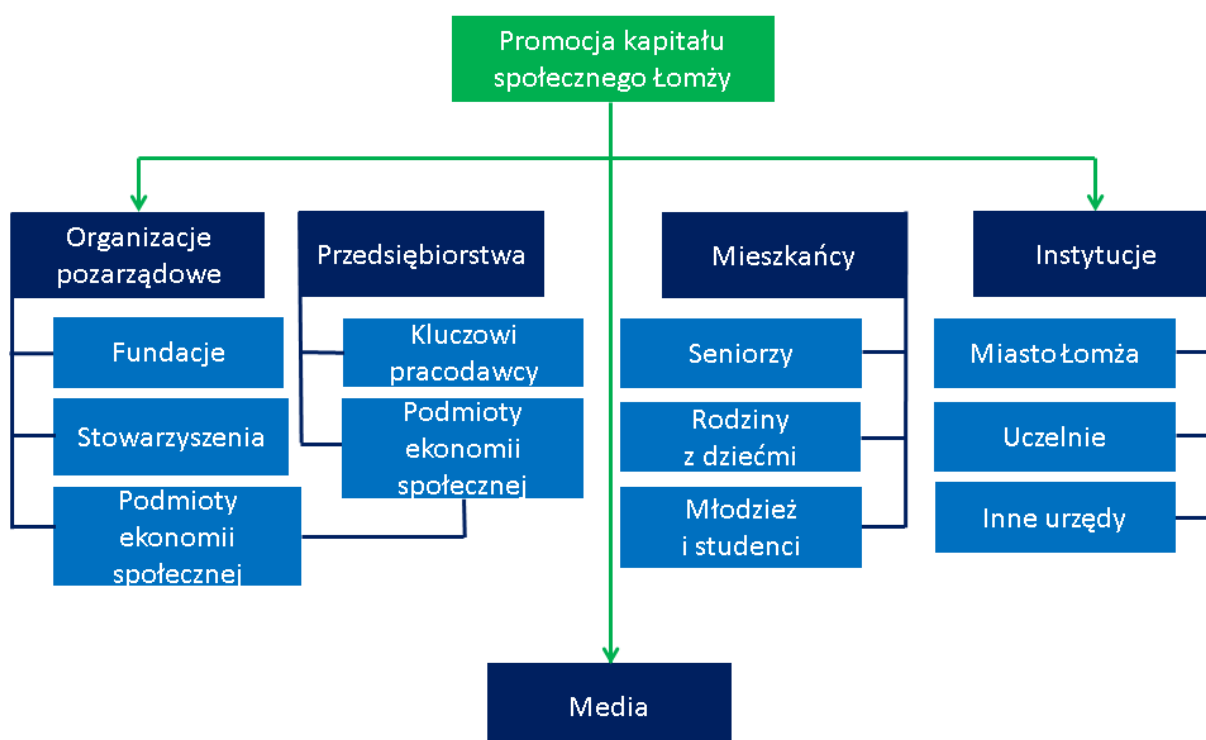 Promocja kapitału
społecznego Łomży
Organizacje
pozarządowe
Fundacje
Stowarzyszenia
Podmioty
ekonomii
społecznej
Przedsiębiorstwa
Kluczowi
pracodawcy
Podmioty
ekonomii
społecznej
Mieszkańcy
Seniorzy
Rodziny
z dziećmi
Młodzież
i studenci
Instytucje
Miasto Łomża
Uczelnie
Inne urzędy
Media